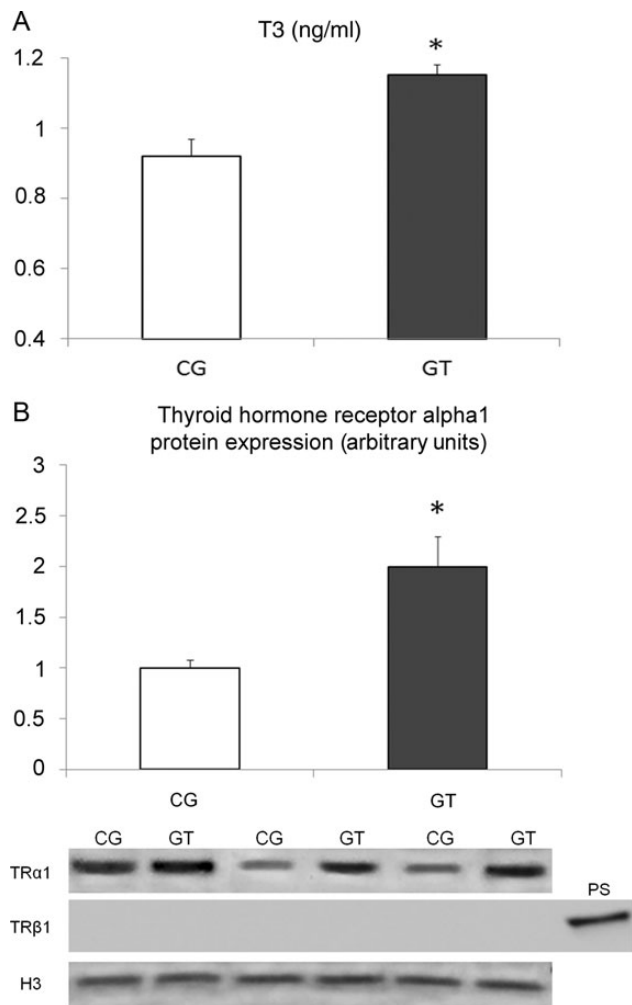 A
T3 (ng/ml)
*
1.2
1
0.8
0.6
0.4
CG GT
B
Thyroid hormone receptor alpha1
protein expression (arbitrary units)
3
*
2.5
2
1.5
1
0.5
0
CG GT
CG GT CG GT CG GT
TRα1
PS
TRβ1
H3